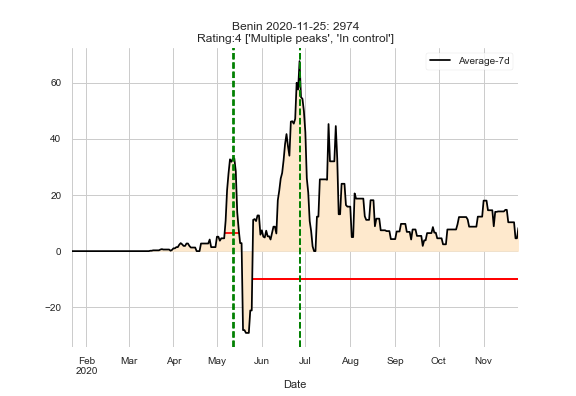 Benin 2020-11-25: 2974
Rating:4 ['Multiple peaks', 'In control']
Average-7d
60
40
20
0
−20
Feb
2020
Mar
Apr
May
Jun
Jul
Aug
Sep
Oct
Nov
Date